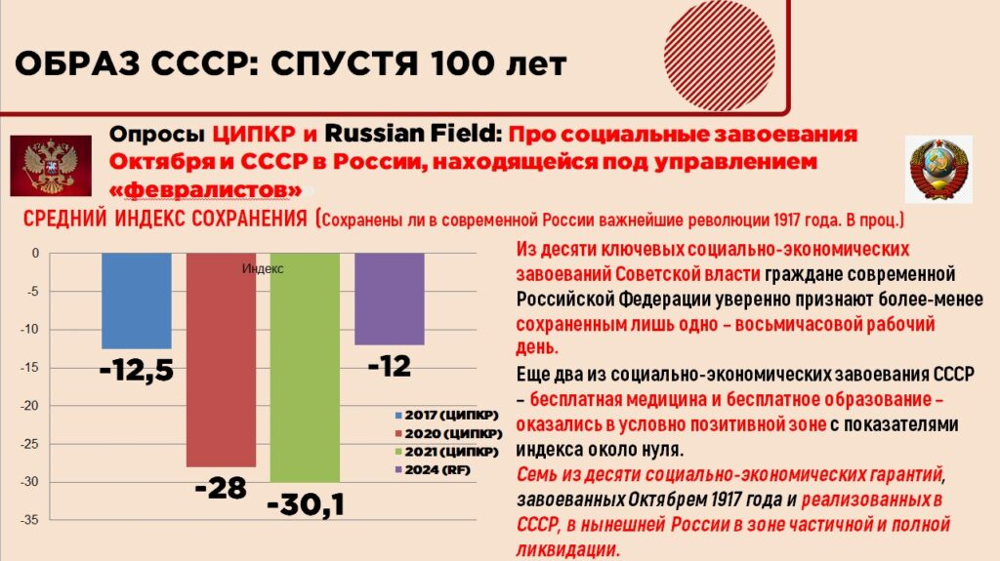 ОБРАЗ СССР: СПУСТЯ 100 лет
Опросы ЦИПКР и Russian Field: Про социальные завоевания
Октября и СССР в России, находящейся под управлением
«февралистов»»
СРЕДНИЙ ИНДЕКС СОХРАНЕНИЯ (Сохранены ли в современной России важнейшие революции 1917 года. В проц.)
Индекс
0
-5
-10
-15
-20
-25
-30
-35
-12,5
-28
-30,1
-12
2017 (ЦИПКР)
2020 (ЦИПКР)
2021 (ЦИПКР)
2024 (RF)
Из десяти ключевых социально-экономических
завоеваний Советской власти граждане современной
Российской Федерации уверенно признают более-менее
сохраненным лишь одно – восьмичасовой рабочий
день.
Еще два из социально-экономических завоевания СССР
– бесплатная медицина и бесплатное образование –
оказались в условно позитивной зоне с показателями
индекса около нуля.
Семь из десяти социально-экономических гарантий,
завоеванных Октябрем 1917 года и реализованных в
СССР, в нынешней России в зоне частичной и полной
ликвидации.